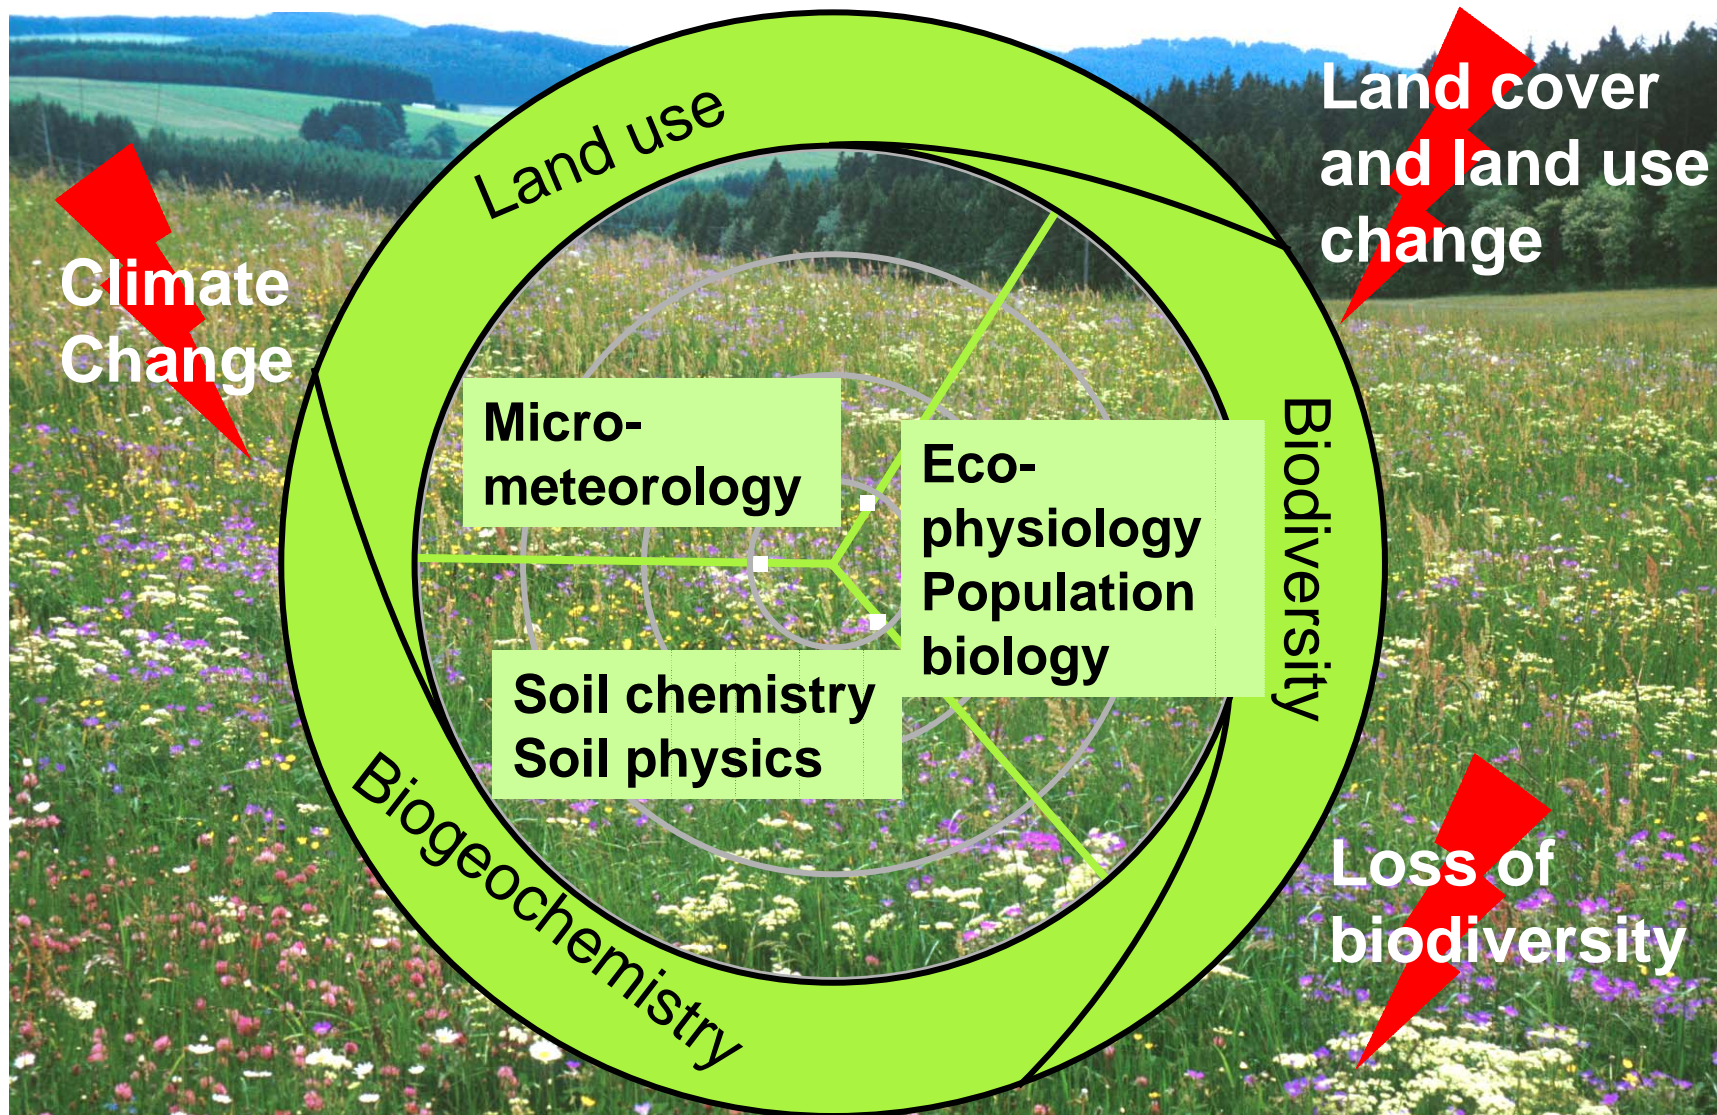 Land use
Land cover
and land use
change
Climate
Change
Micro-
meteorology
Eco-
physiology
Population
biology
Biodiversity
Soil chemistry
Soil physics
Biogeochemistry
Loss of
biodiversity